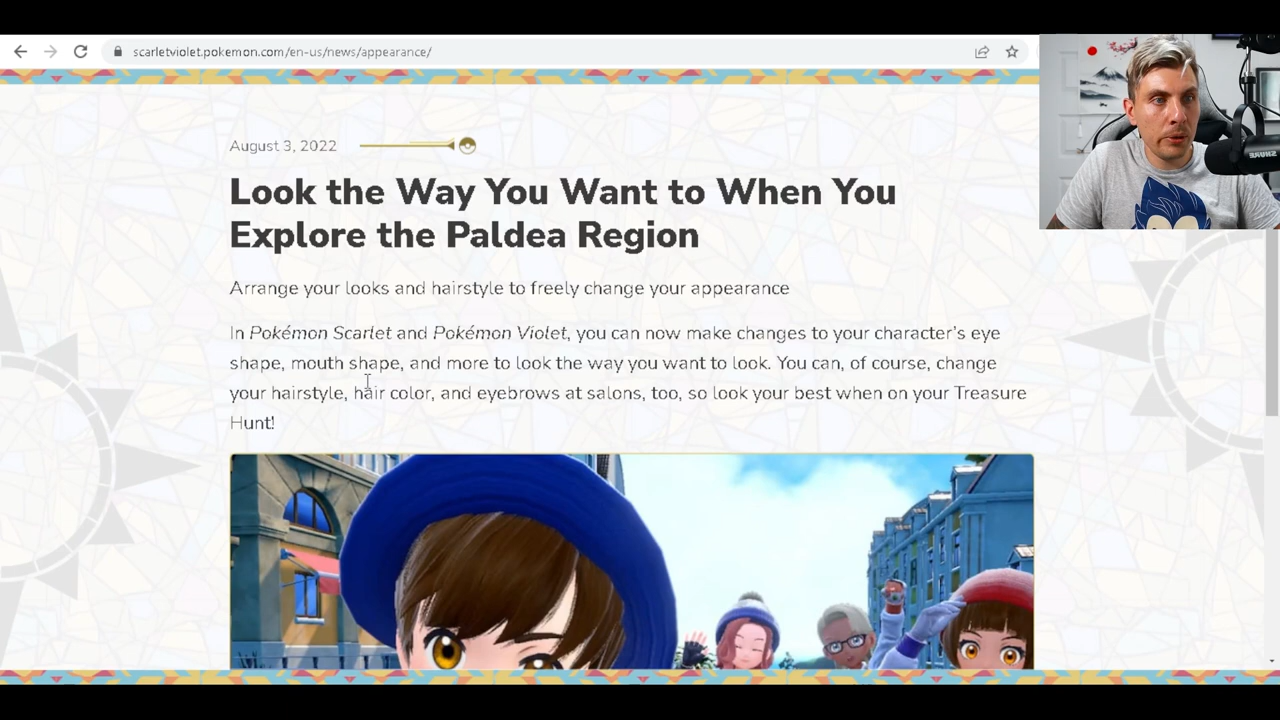 scarletviolet.pokemon.com/en-us/news/appearance/
August 3, 2022
Look the Way You Want to When You
Explore the Paldea Region
Arrange your looks and hairstyle to freely change your appearance
In Pokémon Scarlet and Pokémon Violet, you can now make changes to your character's eye
shape, mouth shape, and more to look the way you want to look. You can, of course, change
your hairstyle, hair color, and eyebrows at salons, too, so look your best when on your Treasure
Hunt!
SHURE